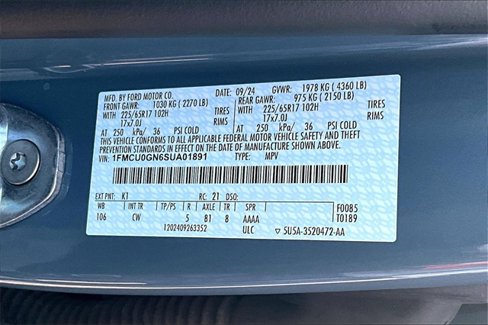 MFD. BY FORD MOTOR CO. 09/24 GVWR: 1978 KG ( 4360 LB)
FRONT GAWR: 1030 KG ( 2270 LB) REAR GAWR: 975 KG ( 2150 LB)
WITH 225/65R17 102H WITH 225/65R17 102H TIRES
17x7.0J RIMS 17x7.0J RIMS
AT 250 kPa/ 36 PSI COLD AT 250 kPa/ 36 PSI COLD
THIS VEHICLE CONFORMS TO ALL APPLICABLE FEDERAL MOTOR VEHICLE SAFETY AND THEFT
PREVENTION STANDARDS IN EFFECT ON THE DATE OF MANUFACTURE SHOWN ABOVE.
VIN: 1FMCU0GN6SUA01891 TYPE: MPV
EXT PNT: K1 RC: 21 DSO: F0085
WB INT TR TP/PS R AXLE TR SPR T0189
106 CW 5 B1 8 AAAA
1202409263352 ULC 5U5A-3520472-AA